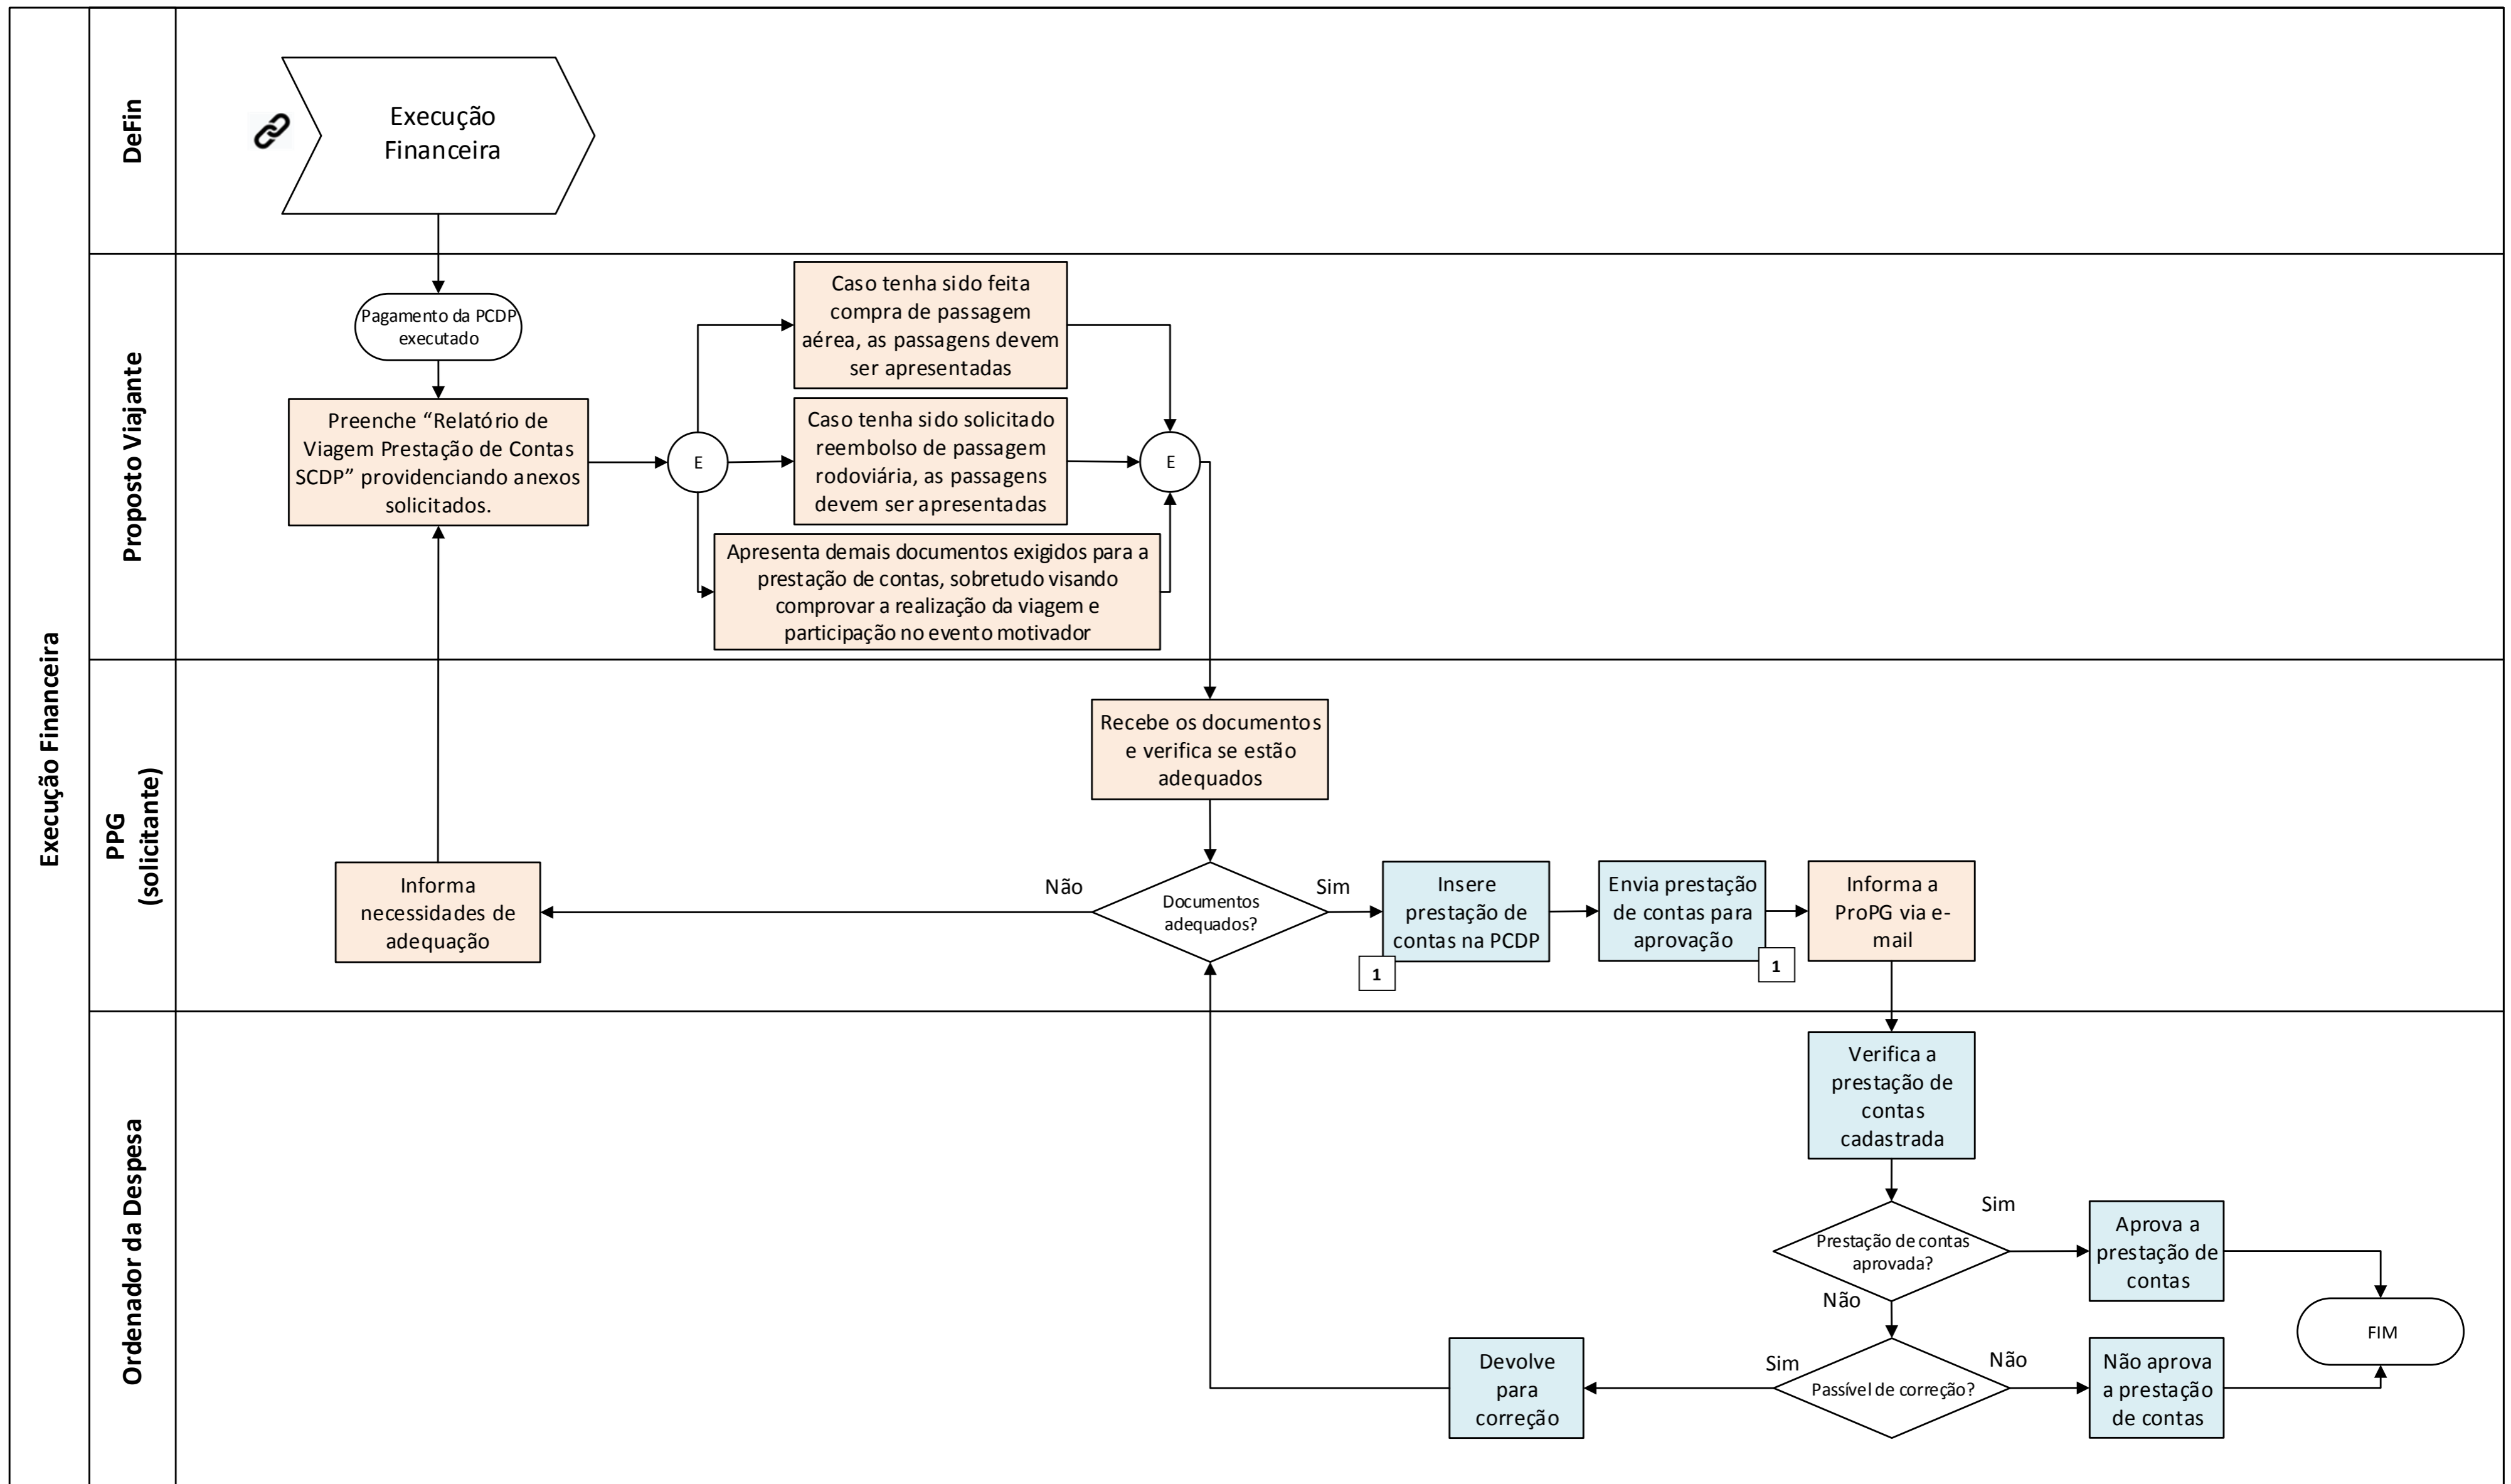 Execução Financeira
DeFin
Execução
Financeira
Proposto Viajante
Pagamento da PCDP
executado
Preenche “Relatório de
Viagem Prestação de Contas
SCDP” providenciando anexos
solicitados.
E
Caso tenha sido feita
compra de passagem
aérea, as passagens devem
ser apresentadas
Caso tenha sido solicitado
reembolso de passagem
rodoviária, as passagens
devem ser apresentadas
Apresenta demais documentos exigidos para a
prestação de contas, sobretudo visando
comprovar a realização da viagem e
participação no evento motivador
E
PPG
(solicitante)
Recebe os documentos
e verifica se estão
adequados
Documentos
adequados?
Não
Informa
necessidades de
adequação
Sim
Insere
prestação de
contas na PCDP
1
Envia prestação
de contas para
aprovação
1
Informa a
ProPG via e-
mail
Ordenador da Despesa
Verifica a
prestação de
contas
cadastrada
Prestação de contas
aprovada?
Sim
Aprova a
prestação de
contas
Não
Passível de correção?
Sim
Devolve
para
correção
Não
Não aprova
a prestação
de contas
FIM